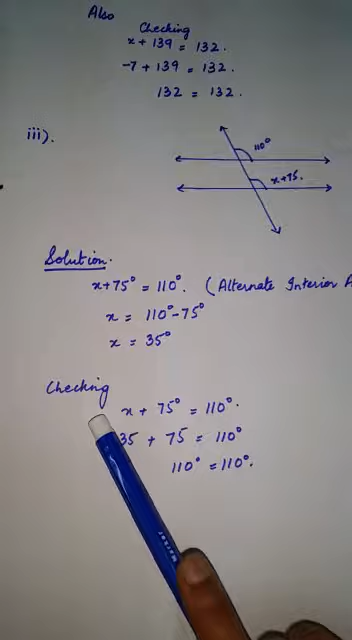 Also
Checking
x + 139 = 132.
-7 + 139 = 132.
132 = 132.
iii).
110°
x+75.
Solution.
x+75° = 110°. (Alternate Interior A
x = 110° - 75°
x = 35°
Checking
x + 75° = 110°.
35 + 75 = 110°
110° = 110°.